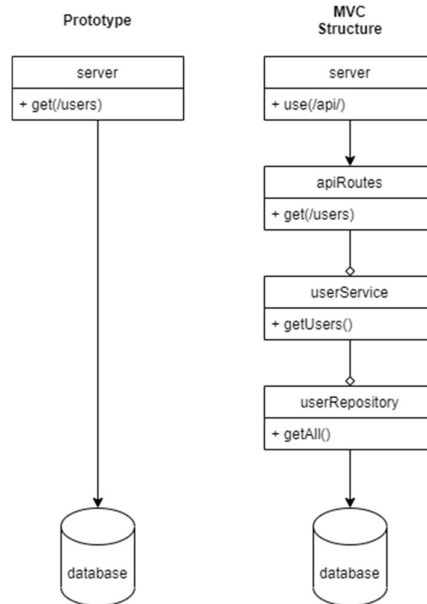 Prototype
server
+ get(/users)
database
MVC
Structure
server
+ use(/api/)
apiRoutes
+ get(/users)
userService
+ getUsers()
userRepository
+ getAll()
database